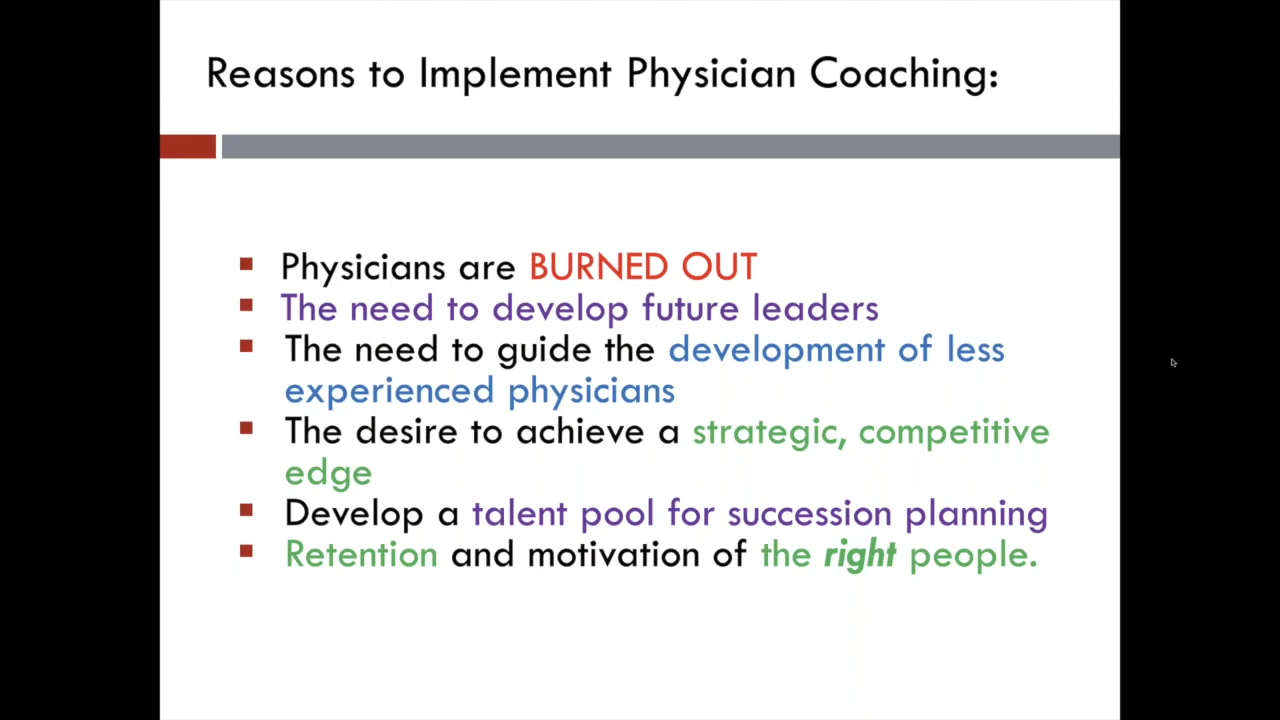 Reasons to Implement Physician Coaching:
Physicians are BURNED OUT
The need to develop future leaders
The need to guide the development of less
experienced physicians
The desire to achieve a strategic, competitive
edge
Develop a talent pool for succession planning
Retention and motivation of the right people.